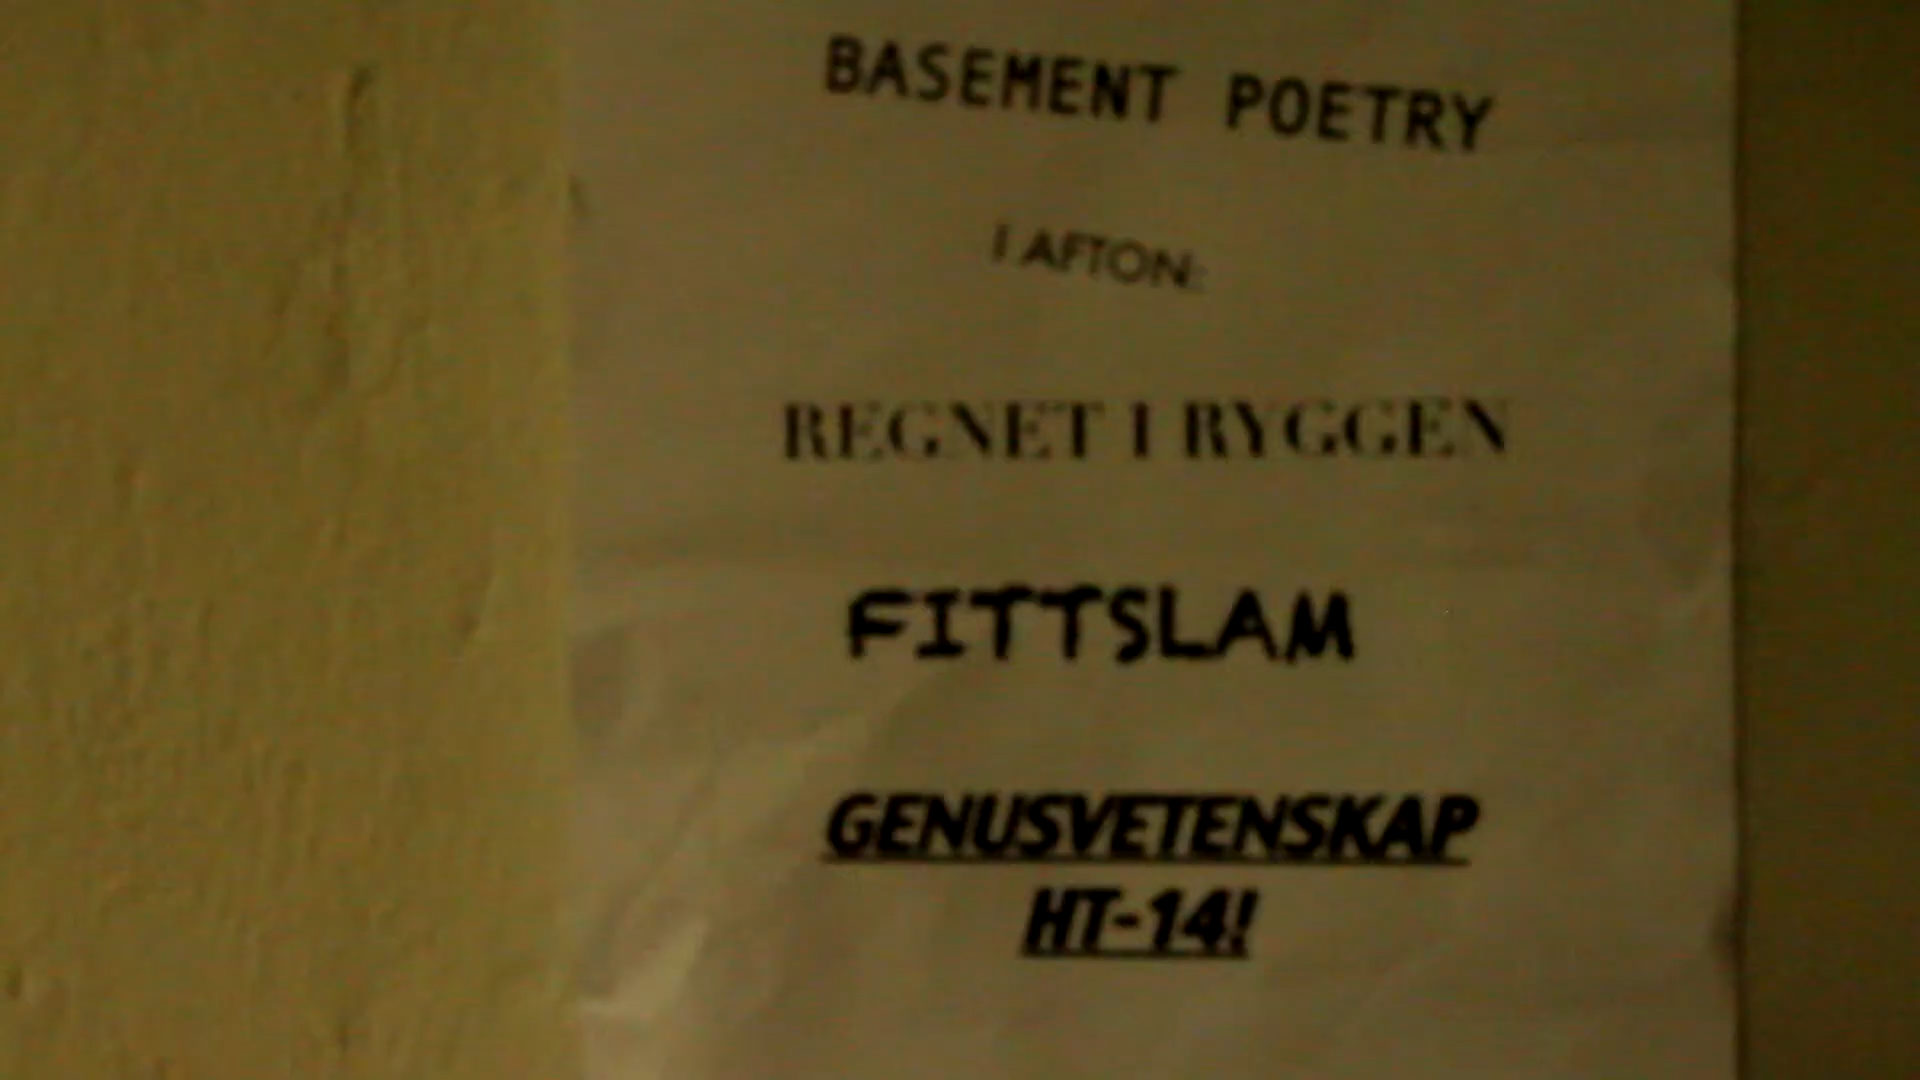 BASEMENT POETRY
I AFTON:
REGNET I RYGGEN
FITTSLAM
GENUSVETENSKAP
HT-14!